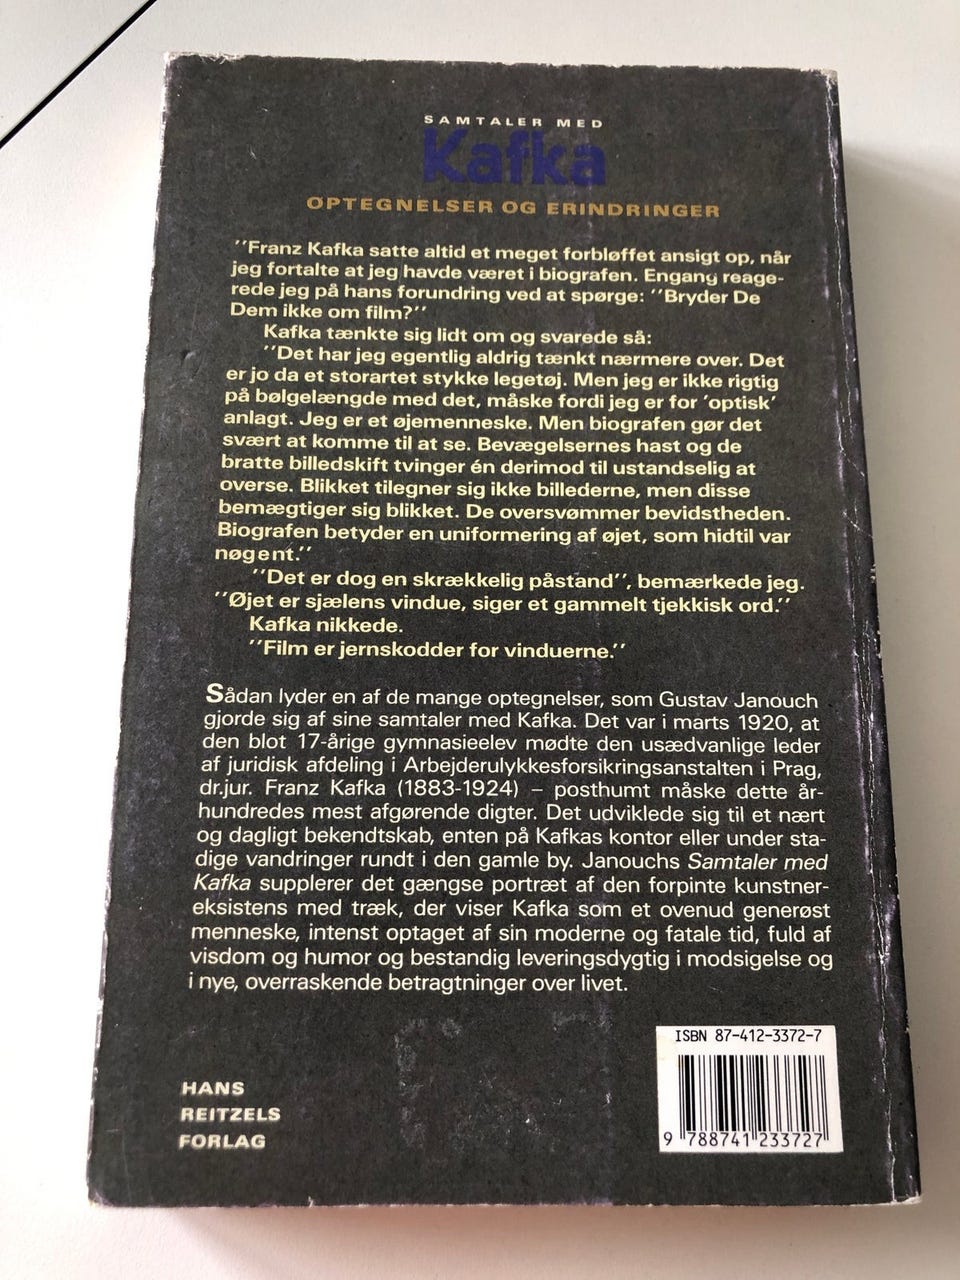 SAMTALER MED
Kafka
OPTEGNELSER OG ERINDRINGER
''Franz Kafka satte altid et meget forbløffet ansigt op, når
jeg fortalte at jeg havde været i biografen. Engang reage-
rede jeg på hans forundring ved at spørge: ''Bryder De
Dem ikke om film?''
Kafka tænkte sig lidt om og svarede så:
''Det har jeg egentlig aldrig tænkt nærmere over. Det
er jo da et storartet stykke legetøj. Men jeg er ikke rigtig
på bølgelængde med det, måske fordi jeg er for 'optisk'
anlagt. Jeg er et øjemenneske. Men biografen gør det
svært at komme til at se. Bevægelsernes hast og de
bratte billedskift tvinger én derimod til ustandselig at
overse. Blikket tilegner sig ikke billederne, men disse
bemægtiger sig blikket. De oversvømmer bevidstheden.
Biografen betyder en uniformering af øjet, som hidtil var
nøgent.''
''Det er dog en skrækkelig påstand'', bemærkede jeg.
''Øjet er sjælens vindue, siger et gammelt tjekkisk ord.''
Kafka nikkede.
''Film er jernskodder for vinduerne.''
Sådan lyder en af de mange optegnelser, som Gustav Janouch
gjorde sig af sine samtaler med Kafka. Det var i marts 1920, at
den blot 17-årige gymnasieelev mødte den usædvanlige leder
af juridisk afdeling i Arbejderulykkesforsikringsanstalten i Prag,
dr.jur. Franz Kafka (1883-1924) – posthumt måske dette år-
hundredes mest afgørende digter. Det udviklede sig til et nært
og dagligt bekendtskab, enten på Kafkas kontor eller under sta-
dige vandringer rundt i den gamle by. Janouchs Samtaler med
Kafka supplerer det gængse portræt af den forpinte kunstner-
eksistens med træk, der viser Kafka som et ovenud generøst
menneske, intenst optaget af sin moderne og fatale tid, fuld af
visdom og humor og bestandig leveringsdygtig i modsigelse og
i nye, overraskende betragtninger over livet.
ISBN 87-412-3372-7
9 788741 233727
HANS
REITZELS
FORLAG